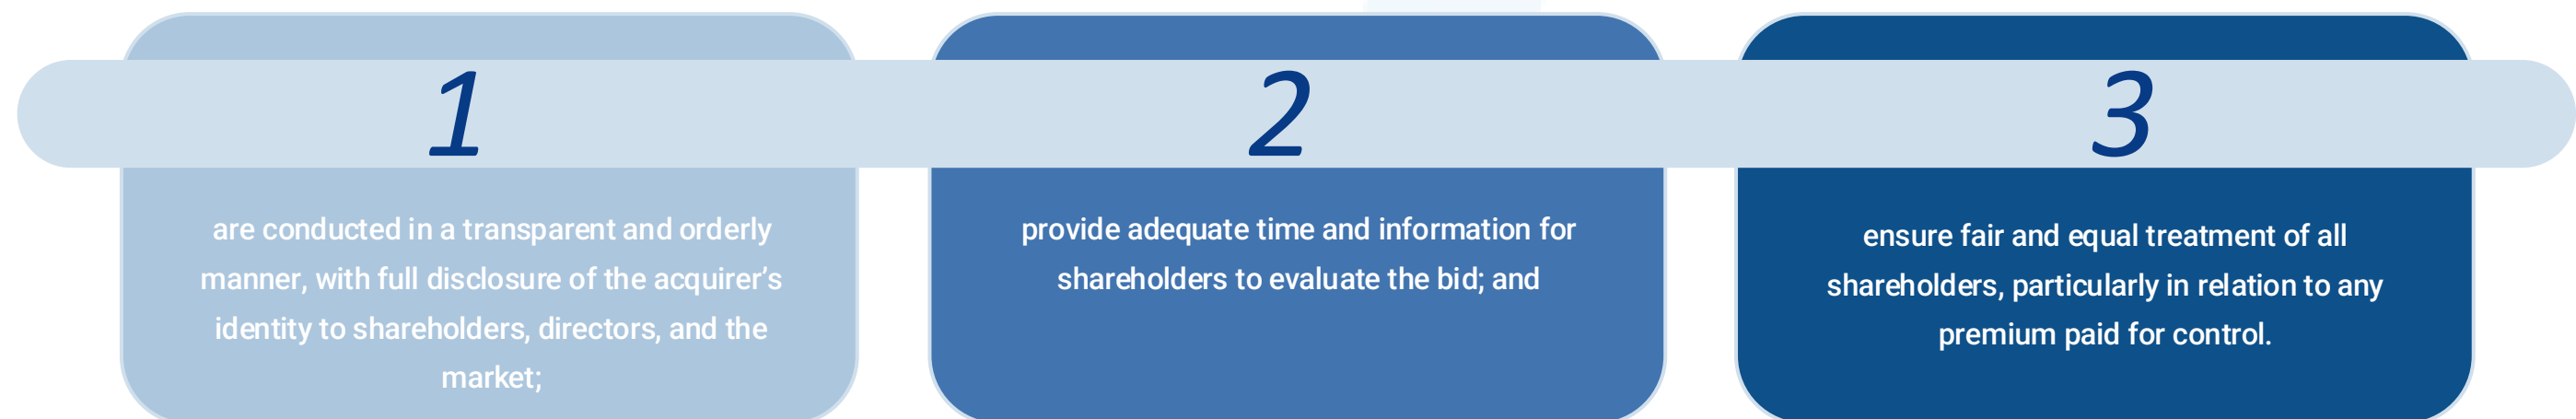 1
are conducted in a transparent and orderly
manner, with full disclosure of the acquirer’s
identity to shareholders, directors, and the
market;
2
provide adequate time and information for
shareholders to evaluate the bid; and
3
ensure fair and equal treatment of all
shareholders, particularly in relation to any
premium paid for control.